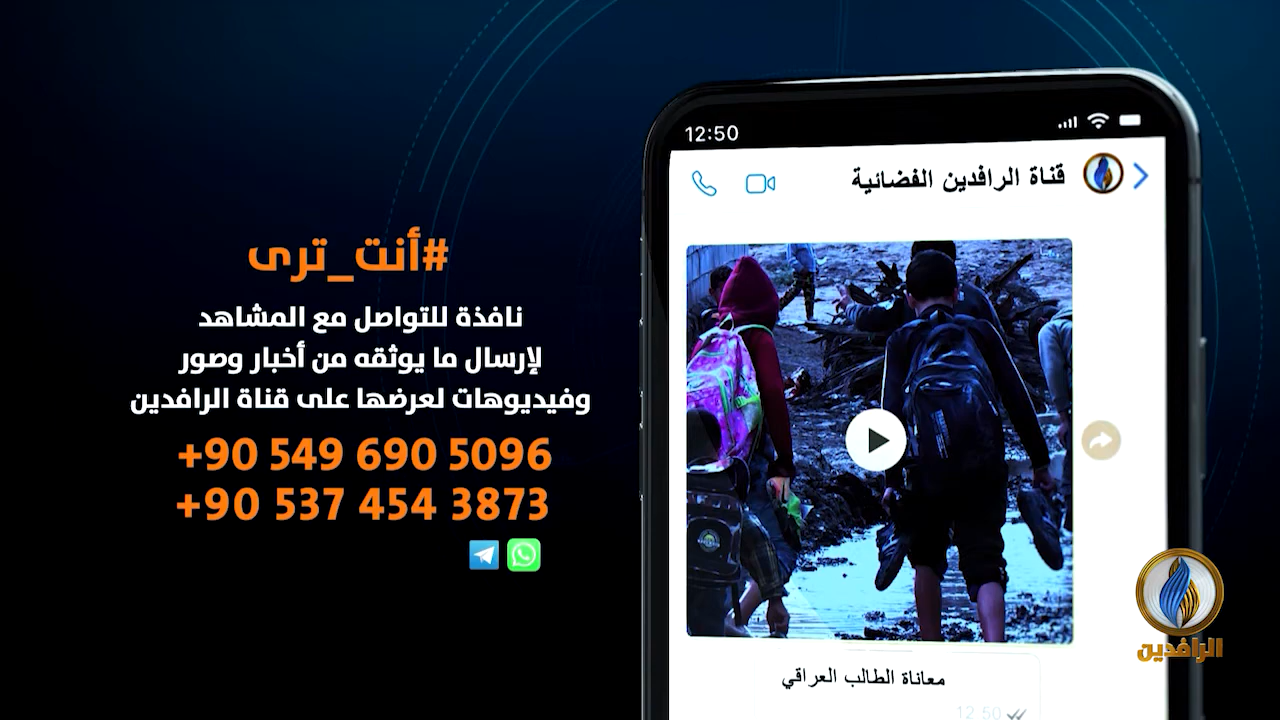 #أنت_ترى
نافذة للتواصل مع المشاهد
لإرسال ما يوثقه من أخبار وصور
وفيديوهات لعرضها على قناة الرافدين
+90 549 690 5096
+90 537 454 3873
12:50
قناة الرافدين الفضائية
معاناة الطالب العراقي
12:50
الرافدين